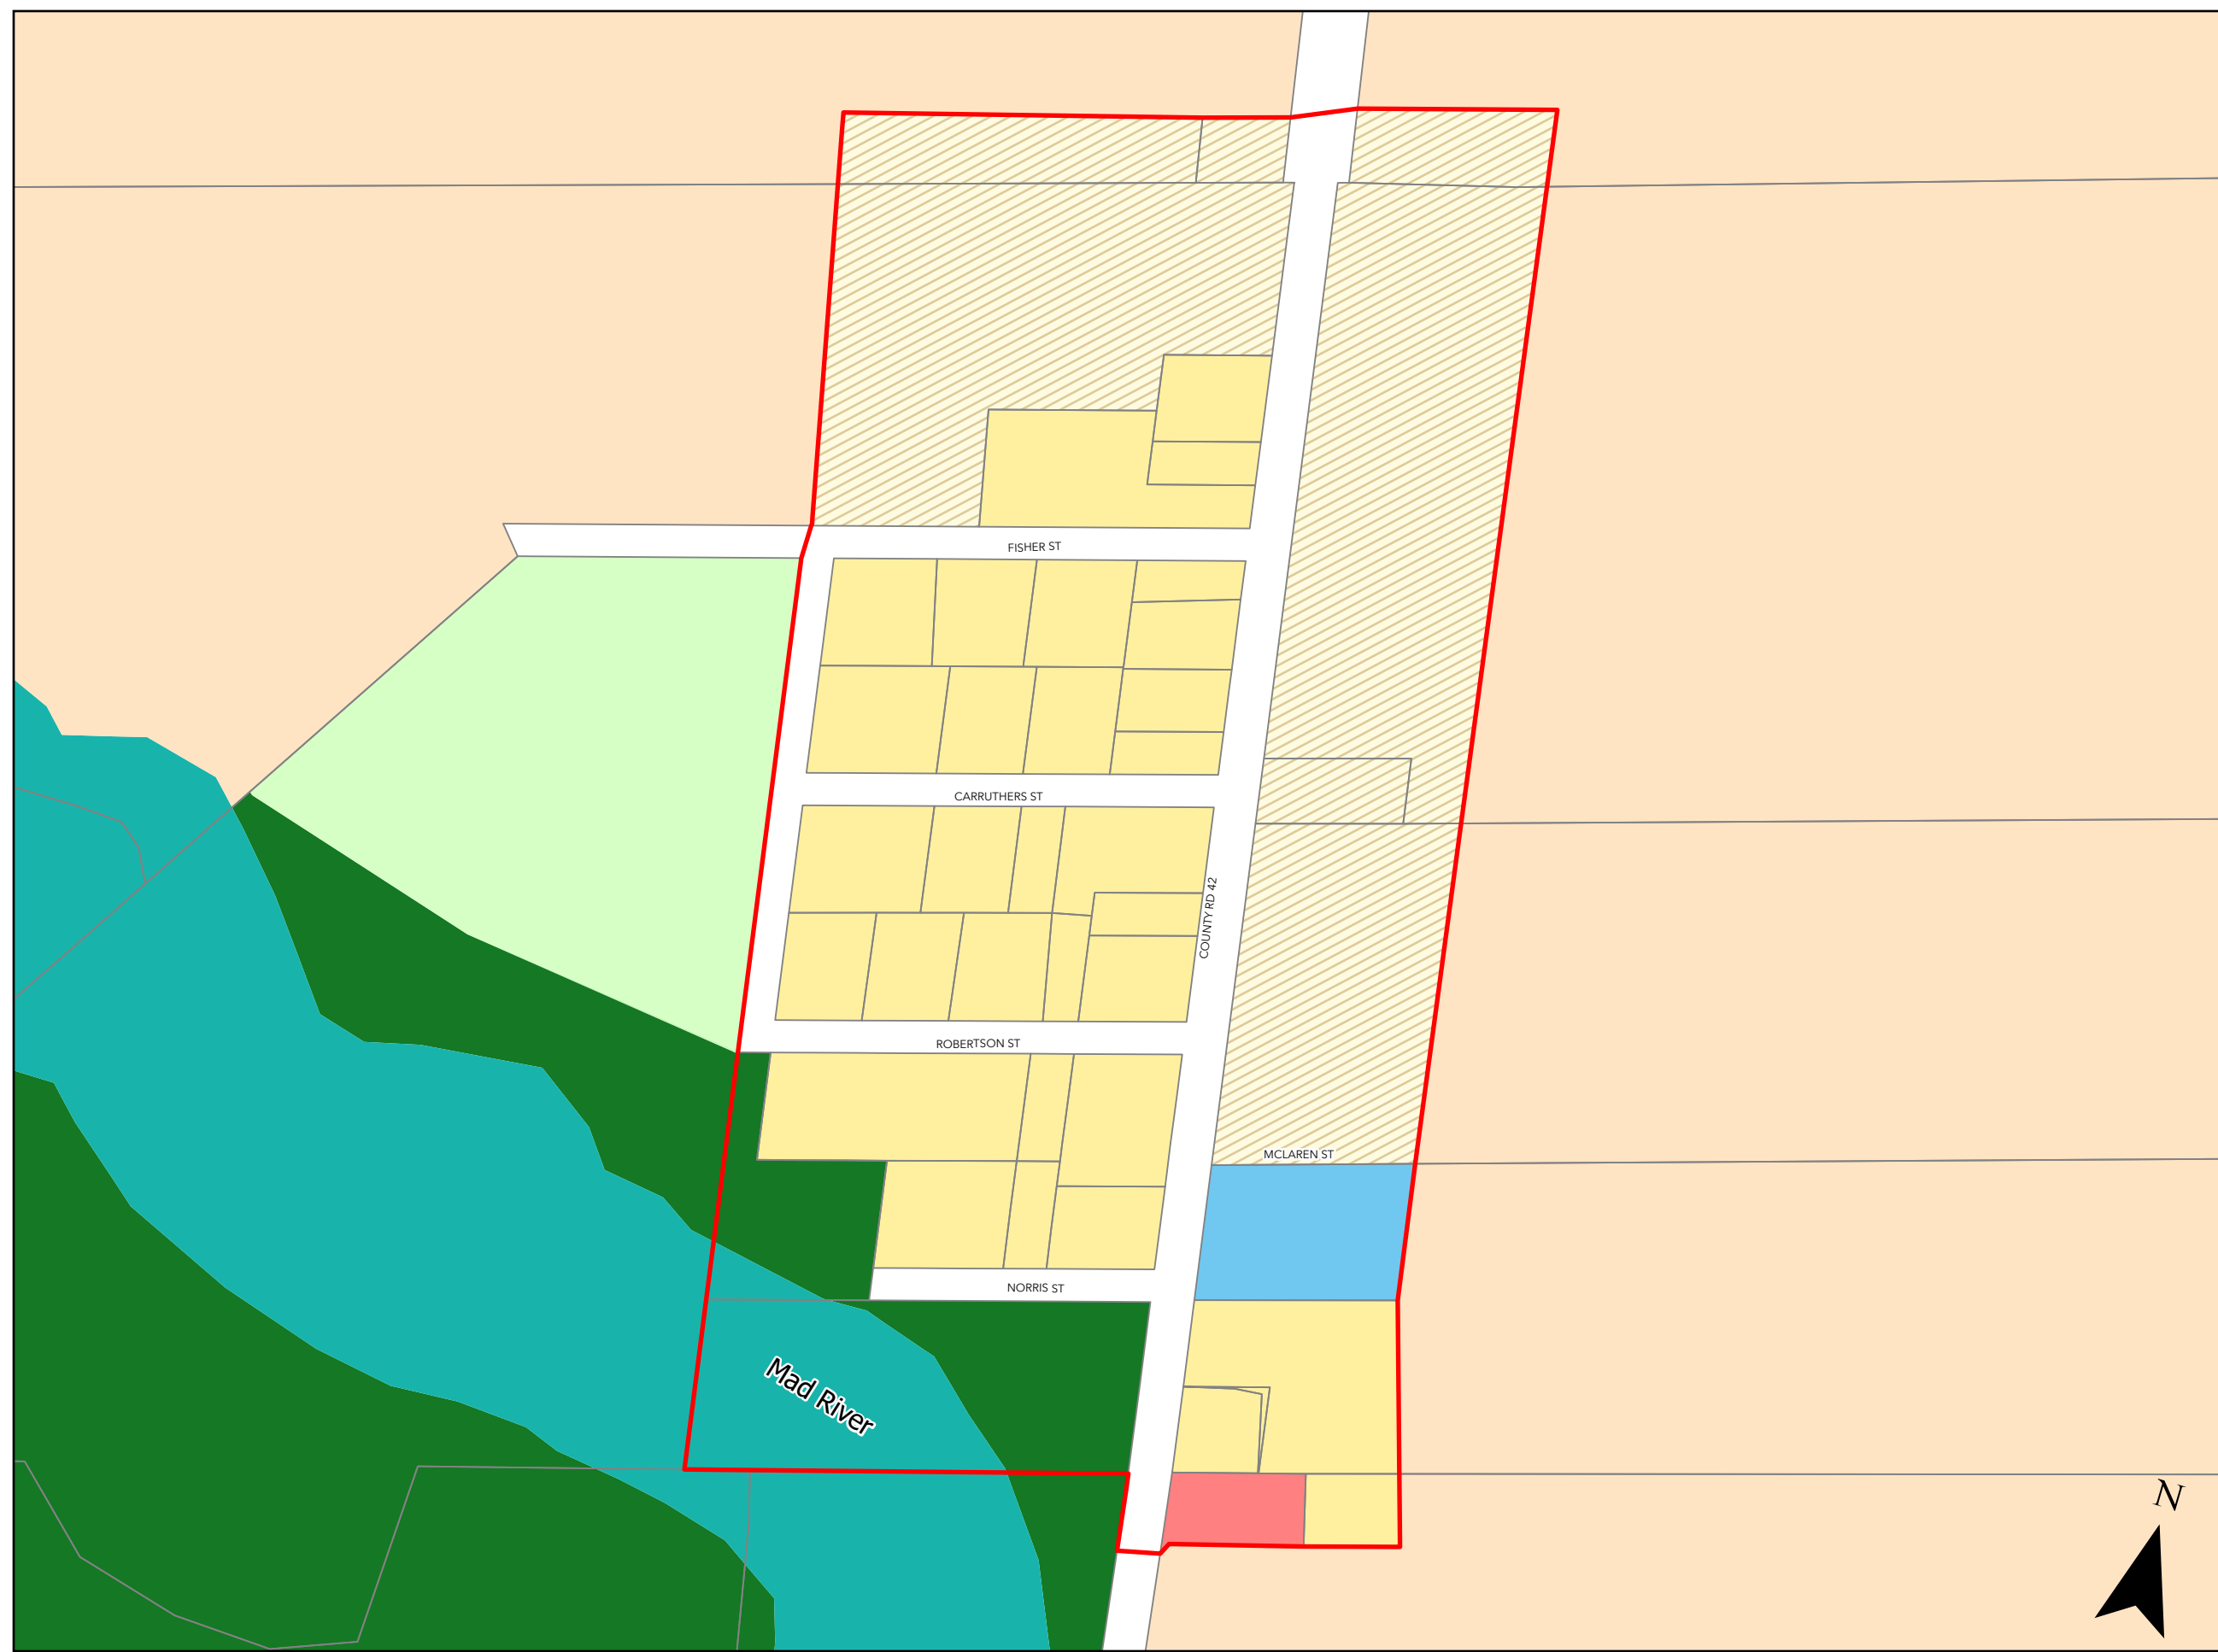 FISHER ST
CARRUTHERS ST
COUNTY RD 42
ROBERTSON ST
MCLAREN ST
NORRIS ST
Mad River
N